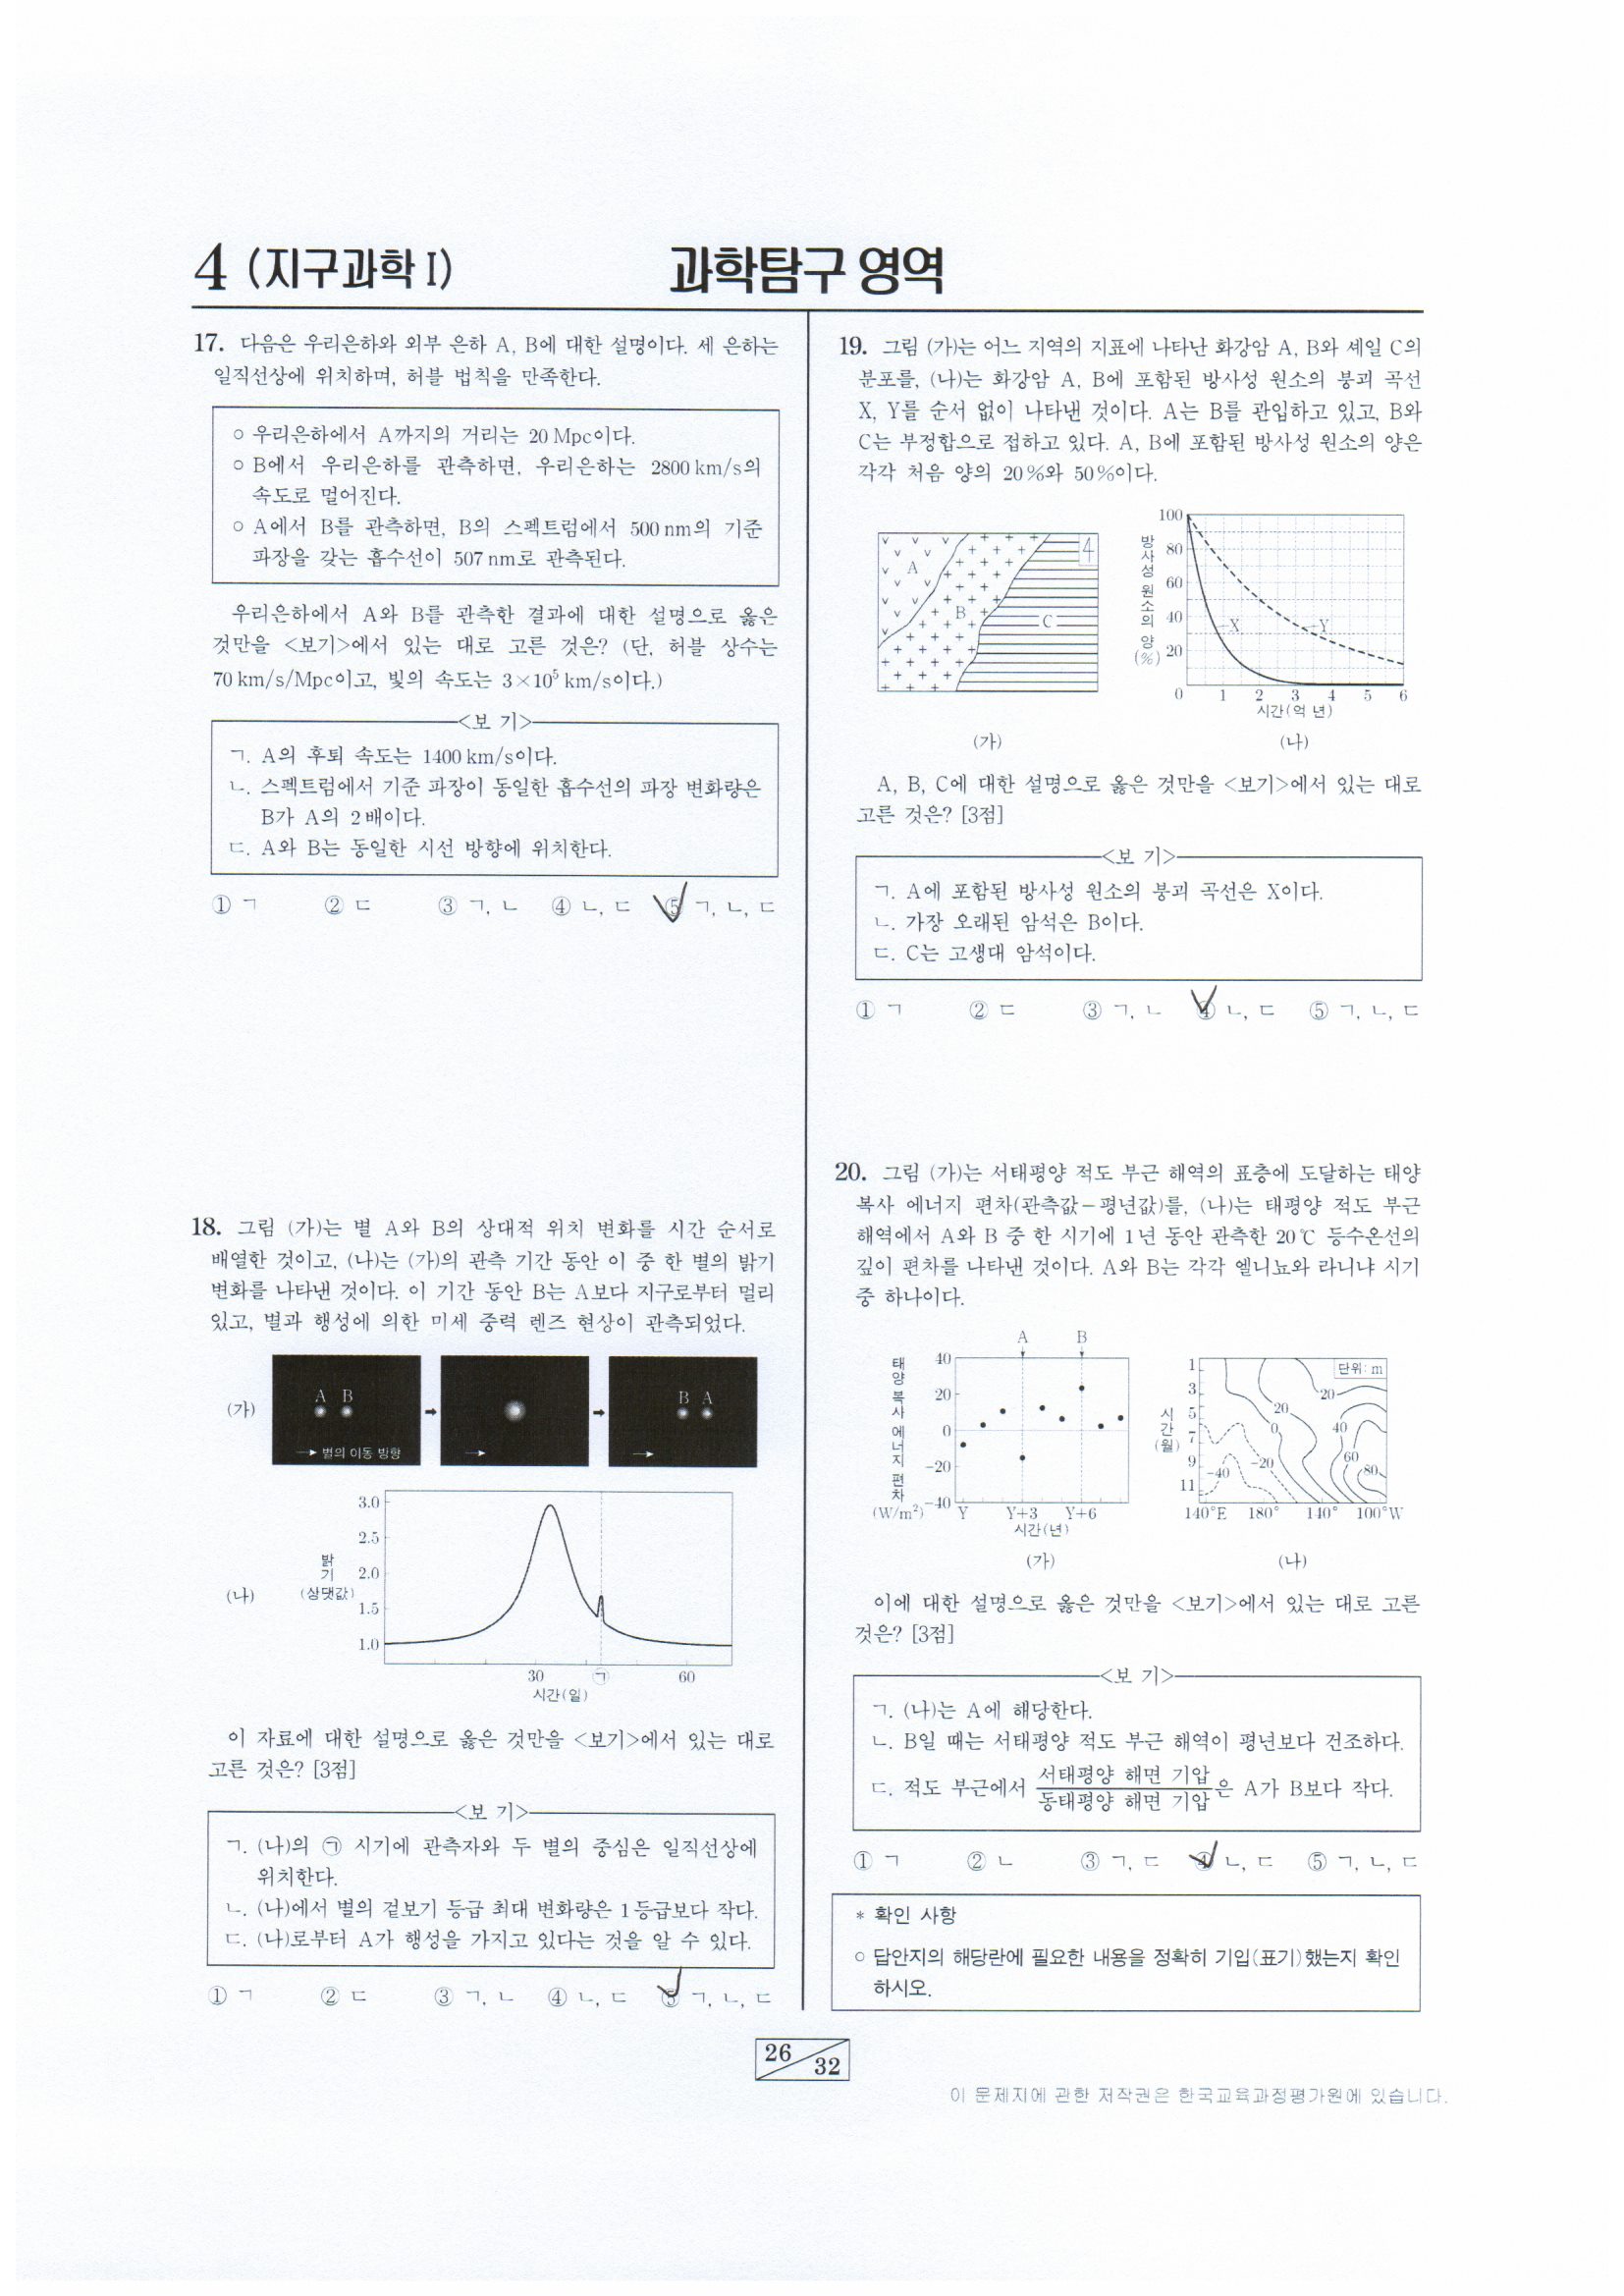 4 (지구과학 I)
과학탐구 영역
17. 다음은 우리은하와 외부 은하 A, B에 대한 설명이다. 세 은하는
일직선상에 위치하며, 허블 법칙을 만족한다.
○ 우리은하에서 A까지의 거리는 20 Mpc이다.
○ B에서 우리은하를 관측하면, 우리은하는 2800 km/s의
속도로 멀어진다.
○ A에서 B를 관측하면, B의 스펙트럼에서 500 nm의 기준
파장을 갖는 흡수선이 507 nm로 관측된다.
우리은하에서 A와 B를 관측한 결과에 대한 설명으로 옳은
것만을 <보기>에서 있는 대로 고른 것은? (단, 허블 상수는
70 km/s/Mpc이고, 빛의 속도는 3×10⁵ km/s이다.)
<보 기>
ㄱ. A의 후퇴 속도는 1400 km/s이다.
ㄴ. 스펙트럼에서 기준 파장이 동일한 흡수선의 파장 변화량은
B가 A의 2배이다.
ㄷ. A와 B는 동일한 시선 방향에 위치한다.
① ㄱ ② ㄷ ③ ㄱ, ㄴ ④ ㄴ, ㄷ ⑤ ㄱ, ㄴ, ㄷ
18. 그림 (가)는 별 A와 B의 상대적 위치 변화를 시간 순서로
배열한 것이고, (나)는 (가)의 관측 기간 동안 이 중 한 별의 밝기
변화를 나타낸 것이다. 이 기간 동안 B는 A보다 지구로부터 멀리
있고, 별과 행성에 의한 미세 중력 렌즈 현상이 관측되었다.
(가)
A B
B A
→ 별의 이동 방향
(나)
밝기
(상댓값)
3.0
2.5
2.0
1.5
1.0
30 ㉠ 60
시간(일)
이 자료에 대한 설명으로 옳은 것만을 <보기>에서 있는 대로
고른 것은? [3점]
<보 기>
ㄱ. (나)의 ㉠ 시기에 관측자와 두 별의 중심은 일직선상에
위치한다.
ㄴ. (나)에서 별의 겉보기 등급 최대 변화량은 1등급보다 작다.
ㄷ. (나)로부터 A가 행성을 가지고 있다는 것을 알 수 있다.
① ㄱ ② ㄷ ③ ㄱ, ㄴ ④ ㄴ, ㄷ ⑤ ㄱ, ㄴ, ㄷ
19. 그림 (가)는 어느 지역의 지표에 나타난 화강암 A, B와 셰일 C의
분포를, (나)는 화강암 A, B에 포함된 방사성 원소의 붕괴 곡선
X, Y를 순서 없이 나타낸 것이다. A는 B를 관입하고 있고, B와
C는 부정합으로 접하고 있다. A, B에 포함된 방사성 원소의 양은
각각 처음 양의 20%와 50%이다.
A
B
C
4
(가)
방사성 원소의 양
(%)
100
80
60
40
20
0 1 2 3 4 5 6
X
Y
시간(억 년)
(나)
A, B, C에 대한 설명으로 옳은 것만을 <보기>에서 있는 대로
고른 것은? [3점]
<보 기>
ㄱ. A에 포함된 방사성 원소의 붕괴 곡선은 X이다.
ㄴ. 가장 오래된 암석은 B이다.
ㄷ. C는 고생대 암석이다.
① ㄱ ② ㄷ ③ ㄱ, ㄴ ④ ㄴ, ㄷ ⑤ ㄱ, ㄴ, ㄷ
20. 그림 (가)는 서태평양 적도 부근 해역의 표층에 도달하는 태양
복사 에너지 편차(관측값－평년값)를, (나)는 태평양 적도 부근
해역에서 A와 B 중 한 시기에 1년 동안 관측한 20℃ 등수온선의
깊이 편차를 나타낸 것이다. A와 B는 각각 엘니뇨와 라니냐 시기
중 하나이다.
태양 복사 에너지 편차
(W/m²)
A B
40
20
0
-20
-40
Y Y+3 Y+6
시간(년)
(가)
시간
(월)
1
3
5
7
9
11
단위: m
20
20
0
40
-20
60
-40
80
140°E 180° 140° 100°W
(나)
이에 대한 설명으로 옳은 것만을 <보기>에서 있는 대로 고른
것은? [3점]
<보 기>
ㄱ. (나)는 A에 해당한다.
ㄴ. B일 때는 서태평양 적도 부근 해역이 평년보다 건조하다.
ㄷ. 적도 부근에서 서태평양 해면 기압/동태평양 해면 기압은 A가 B보다 작다.
① ㄱ ② ㄴ ③ ㄱ, ㄷ ④ ㄴ, ㄷ ⑤ ㄱ, ㄴ, ㄷ
* 확인 사항
○ 답안지의 해당란에 필요한 내용을 정확히 기입(표기)했는지 확인
하시오.
26 / 32
이 문제지에 관한 저작권은 한국교육과정평가원에 있습니다.